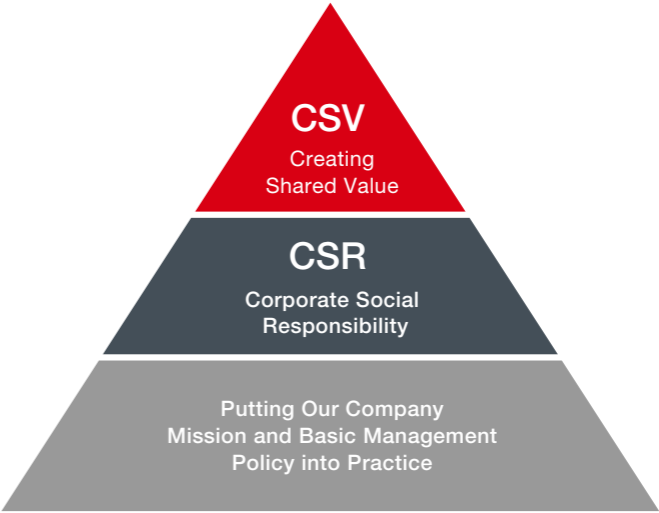 CSV
Creating
Shared Value
CSR
Corporate Social
Responsibility
Putting Our Company
Mission and Basic Management
Policy into Practice